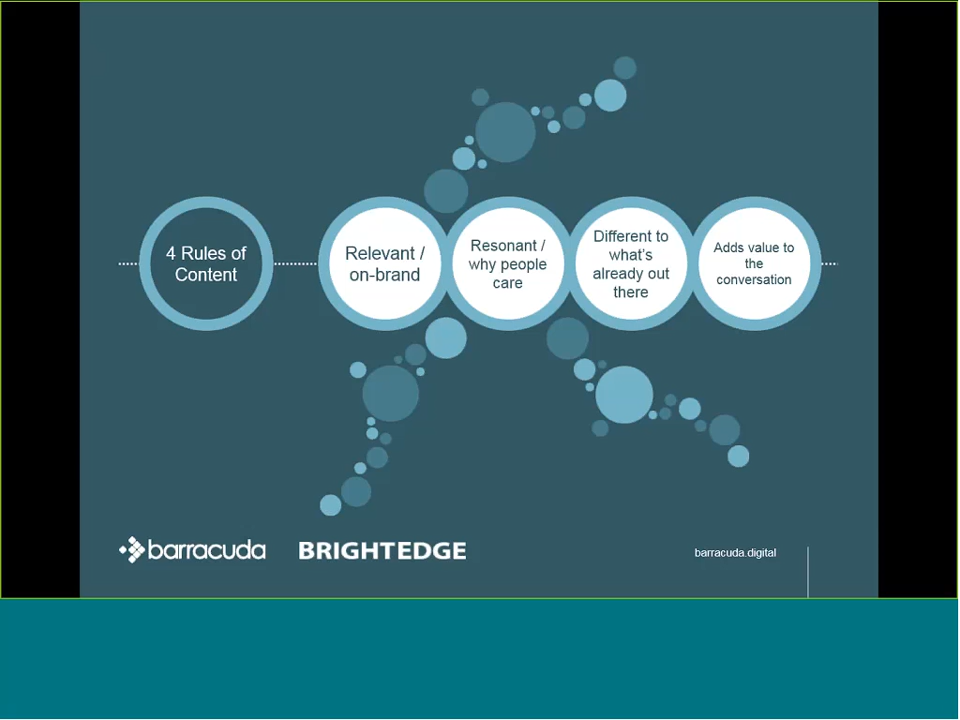 4 Rules of
Content
Relevant /
on-brand
Resonant /
why people
care
Different to
what's
already out
there
Adds value to
the
conversation
barracuda
BRIGHTEDGE
barracuda.digital